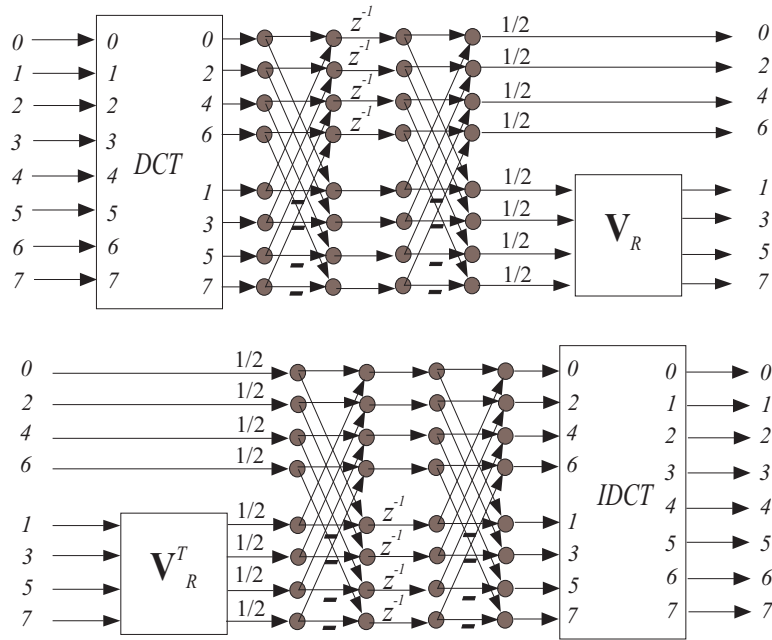 0 0 0 z⁻¹ 1/2 0
1 1 2 z⁻¹ 1/2 2
2 2 4 z⁻¹ 1/2 4
3 3 6 z⁻¹ 1/2 6
DCT
4 4 1 1/2 1
5 5 3 - 1/2 V_R 3
6 6 5 - 1/2 5
7 7 7 - - 1/2 7
0 1/2 0 0 0
2 1/2 2 1 1
4 1/2 4 2 2
6 1/2 6 3 3
IDCT
1 1/2 z⁻¹ 1 4 4
3 V_R^T 1/2 - z⁻¹ - 3 5 5
5 1/2 - z⁻¹ - 5 6 6
7 1/2 - z⁻¹ - 7 7 7